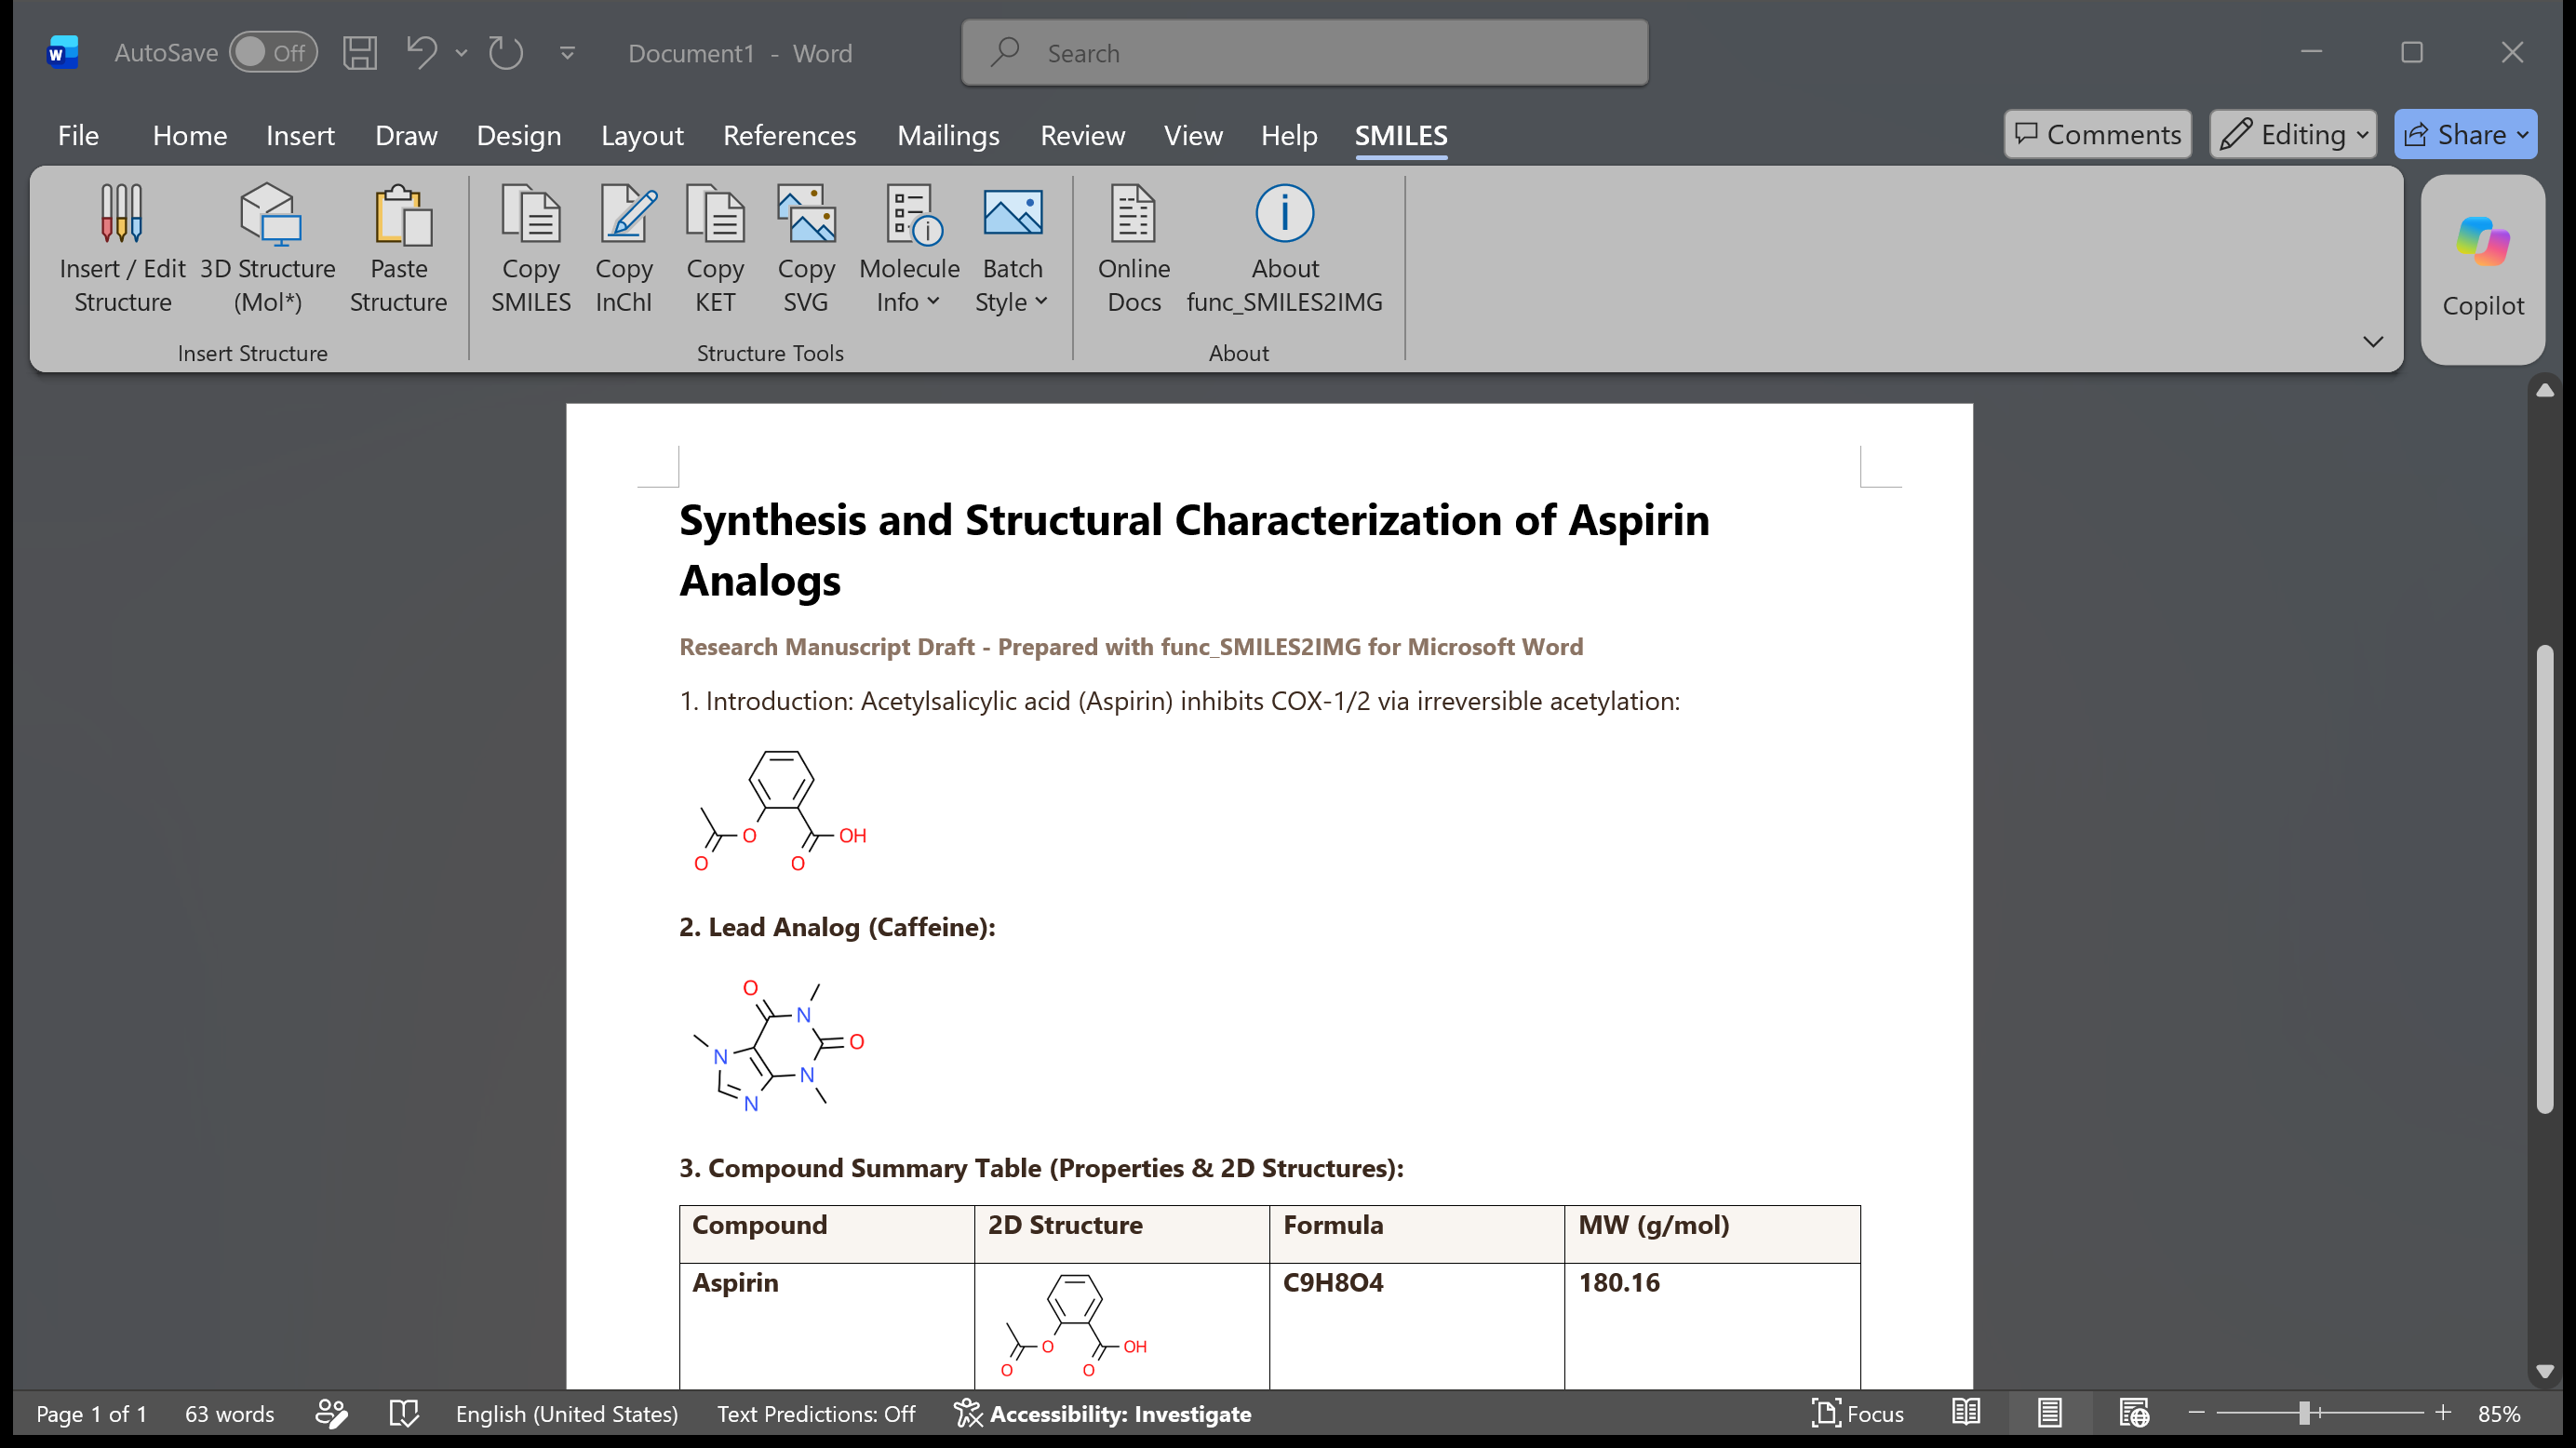 AutoSave Off Document1 - Word Search
File Home Insert Draw Design Layout References Mailings Review View Help SMILES Comments Editing Share
Insert / Edit Structure
3D Structure (Mol*)
Paste Structure
Insert Structure
Copy SMILES
Copy InChI
Copy KET
Copy SVG
Molecule Info
Batch Style
Structure Tools
Online Docs
About func_SMILES2IMG
About
Copilot
Synthesis and Structural Characterization of Aspirin
Analogs
Research Manuscript Draft - Prepared with func_SMILES2IMG for Microsoft Word
1. Introduction: Acetylsalicylic acid (Aspirin) inhibits COX-1/2 via irreversible acetylation:
O OH
O O
2. Lead Analog (Caffeine):
O
N
O
N
N
N
3. Compound Summary Table (Properties & 2D Structures):
Compound 2D Structure Formula MW (g/mol)
Aspirin C9H8O4 180.16
O OH
O O
Page 1 of 1 63 words English (United States) Text Predictions: Off Accessibility: Investigate Focus 85%